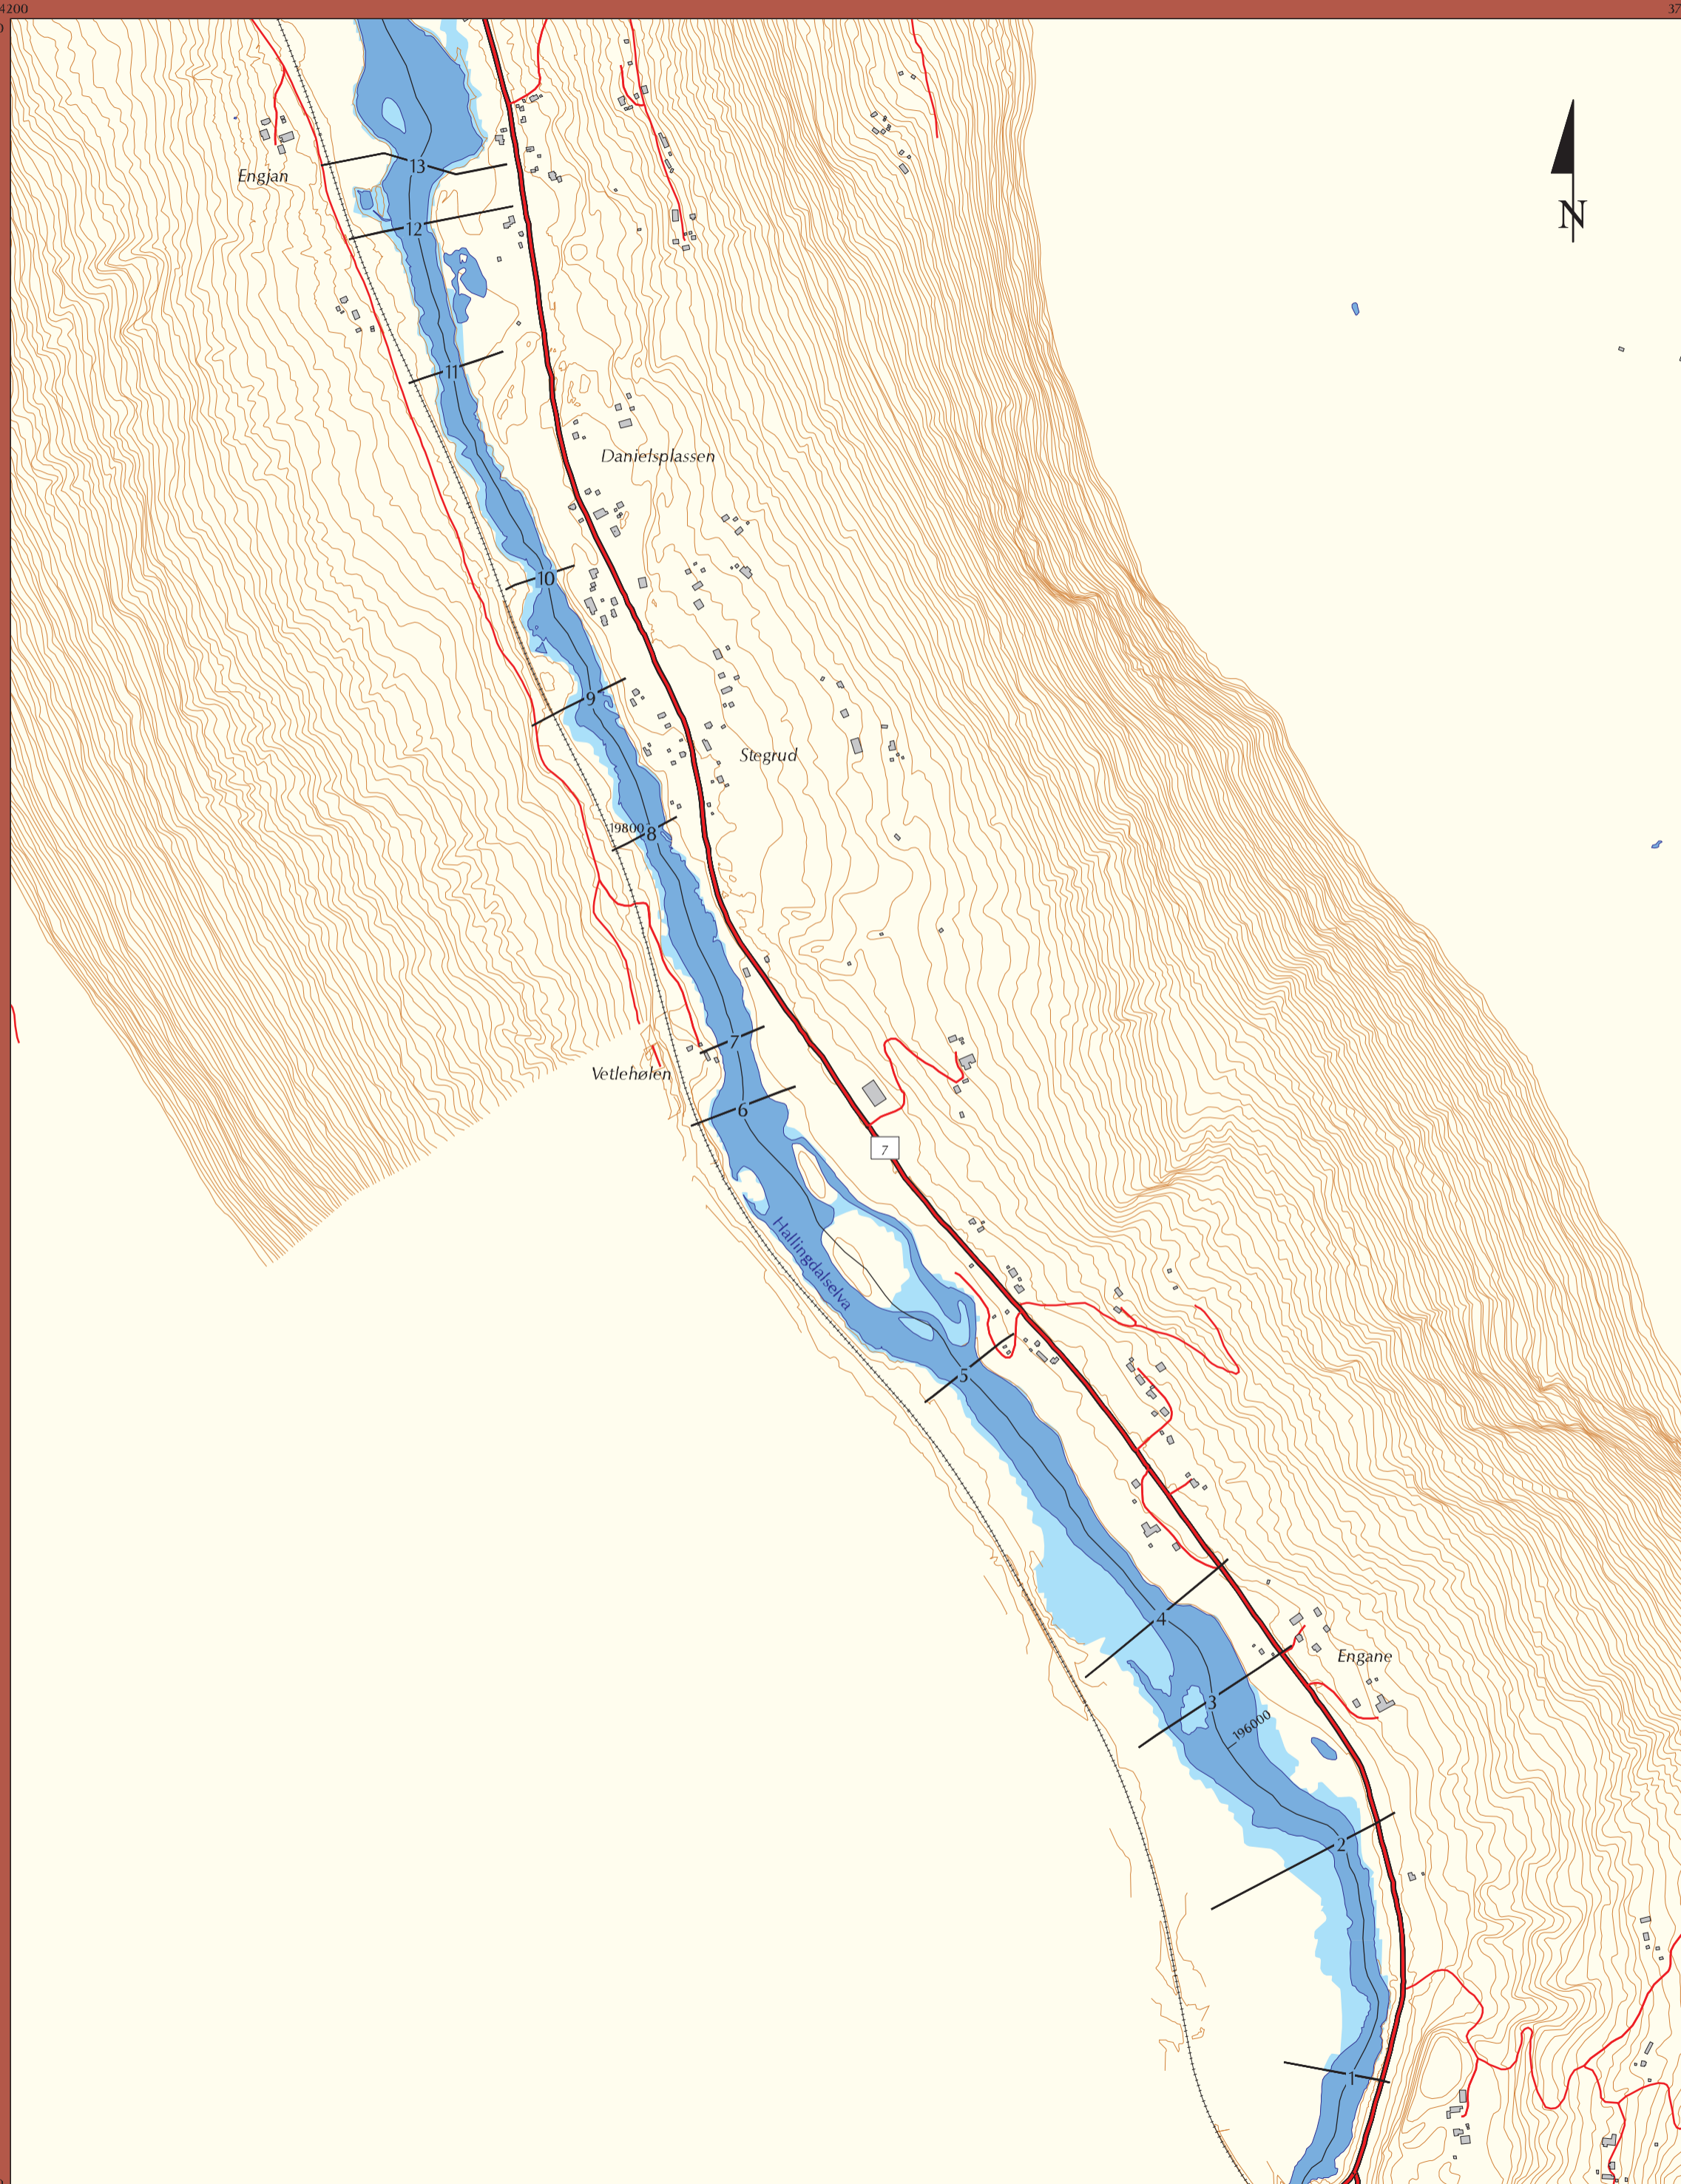 4200
37
13
Engjan
N
12
11
Danielsplassen
10
9
Stegrud
19800
8
7
Vetlehølen
6
7
Hallingdalselva
5
4
Engane
3
196000
2
1